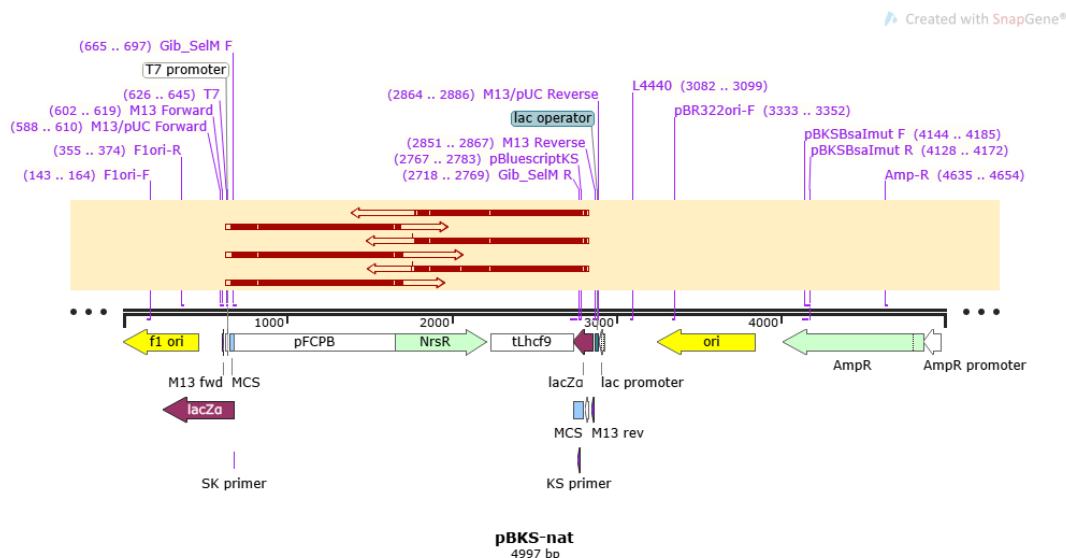 Created with SnapGene®
(665 .. 697) Gib_SelM F
T7 promoter
(626 .. 645) T7
(602 .. 619) M13 Forward
(588 .. 610) M13/pUC Forward
(355 .. 374) F1ori-R
(143 .. 164) F1ori-F
(2864 .. 2886) M13/pUC Reverse
lac operator
(2851 .. 2867) M13 Reverse
(2767 .. 2783) pBluescriptKS
(2718 .. 2769) Gib_SelM R
L4440 (3082 .. 3099)
pBR322ori-F (3333 .. 3352)
pBKSBsaImut F (4144 .. 4185)
pBKSBsaImut R (4128 .. 4172)
Amp-R (4635 .. 4654)
1000 2000 3000 4000
f1 ori pFCPB NrsR tLhcf9 ori AmpR AmpR promoter
M13 fwd MCS lacZα lac promoter
lacZα MCS M13 rev
SK primer KS primer
pBKS-nat
4997 bp